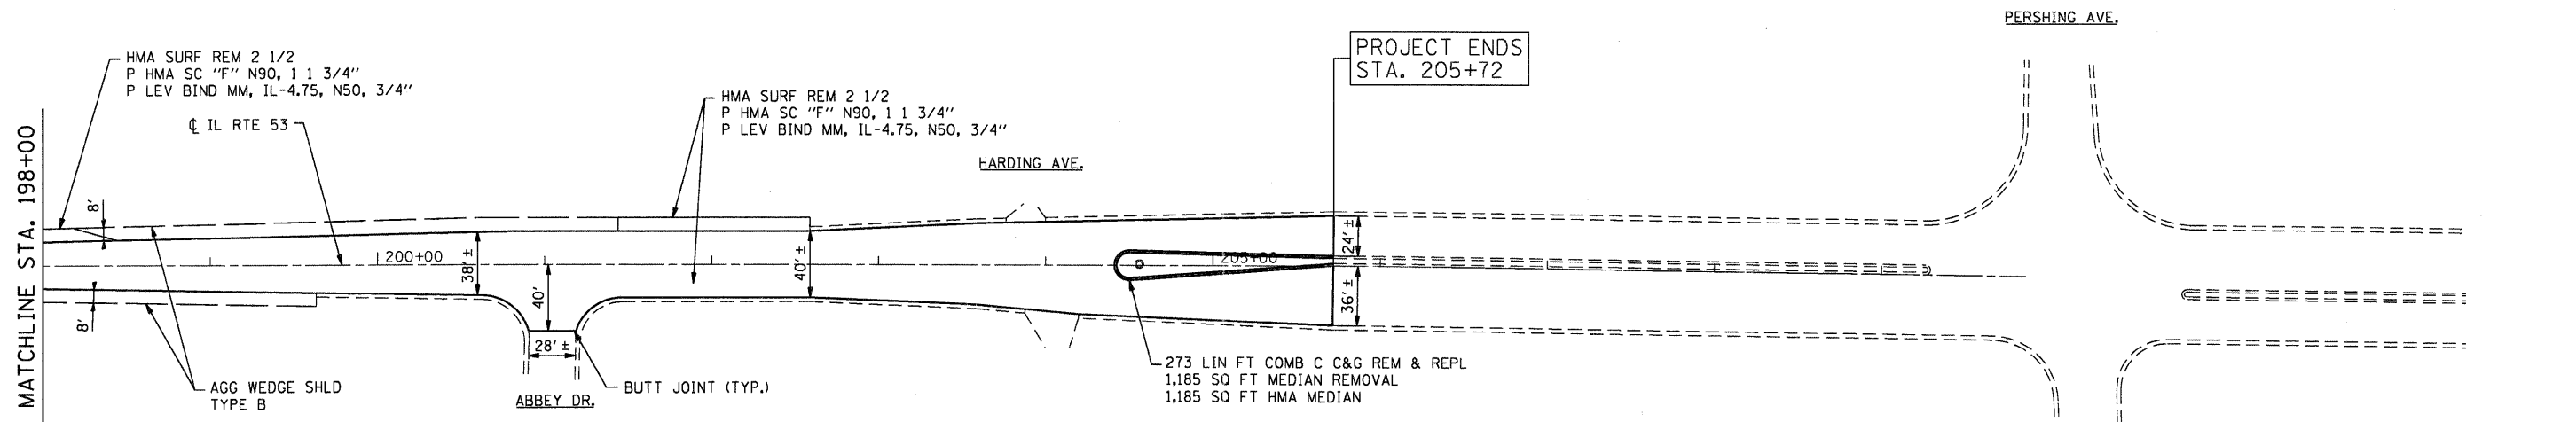 PERSHING AVE.
PROJECT ENDS
STA. 205+72
HMA SURF REM 2 1/2
P HMA SC "F" N90, 1 1 3/4"
P LEV BIND MM, IL-4.75, N50, 3/4"
℄ IL RTE 53
HMA SURF REM 2 1/2
P HMA SC "F" N90, 1 1 3/4"
P LEV BIND MM, IL-4.75, N50, 3/4"
HARDING AVE.
MATCHLINE STA. 198+00
8'
200+00
38' ±
40' ±
205+00
24' ±
36' ±
40'
8'
28' ±
AGG WEDGE SHLD
TYPE B
ABBEY DR.
BUTT JOINT (TYP.)
273 LIN FT COMB C C&G REM & REPL
1,185 SQ FT MEDIAN REMOVAL
1,185 SQ FT HMA MEDIAN